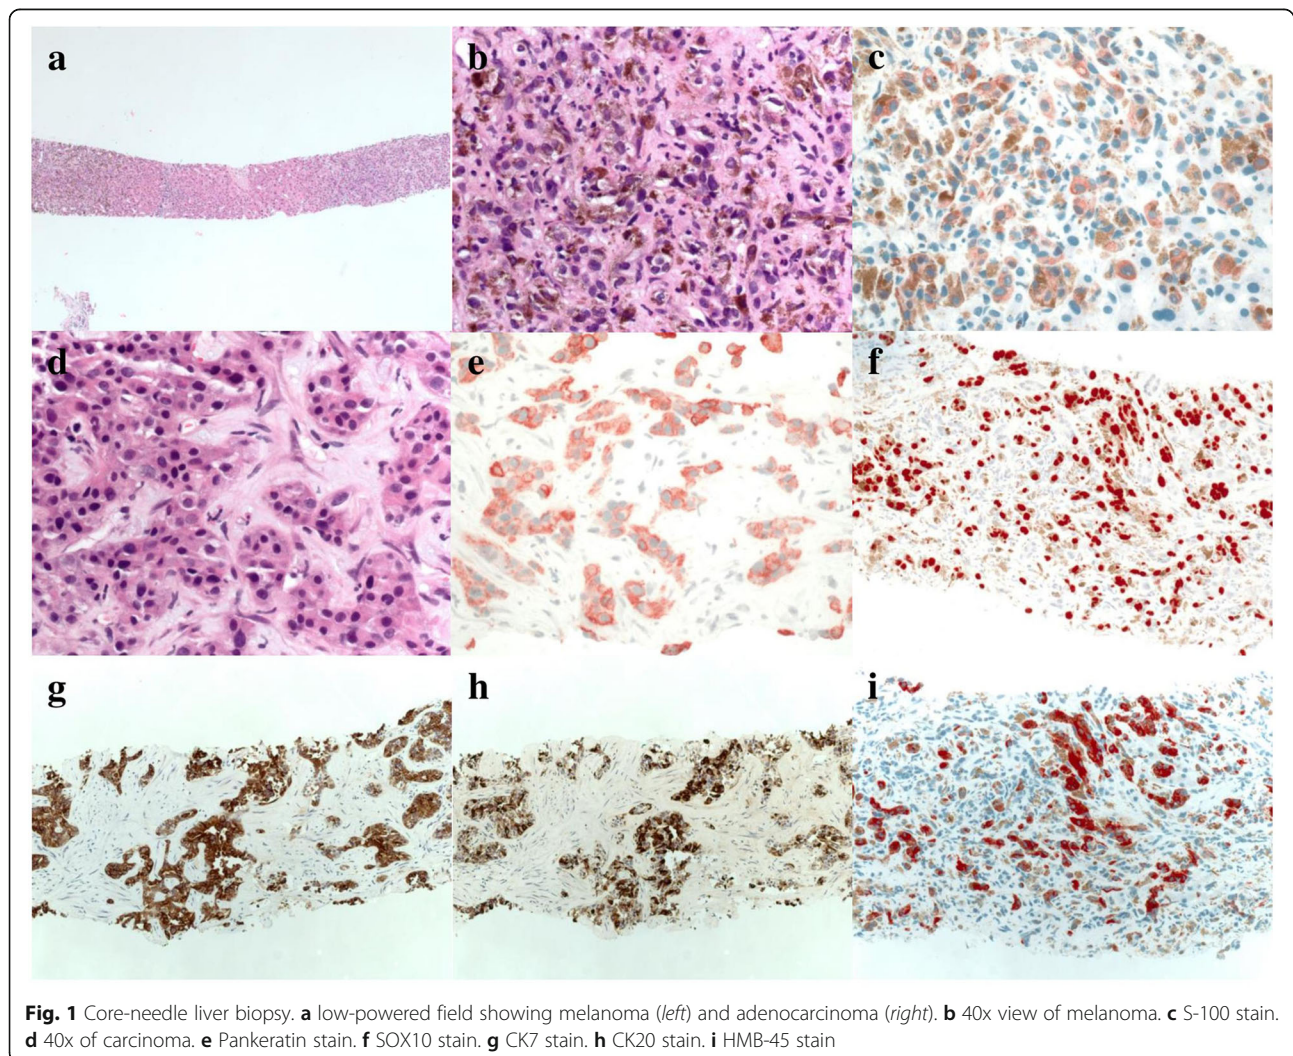 a
b
c
d
e
f
g
h
i
Fig. 1 Core-needle liver biopsy. a low-powered field showing melanoma (left) and adenocarcinoma (right). b 40x view of melanoma. c S-100 stain.
d 40x of carcinoma. e Pankeratin stain. f SOX10 stain. g CK7 stain. h CK20 stain. i HMB-45 stain